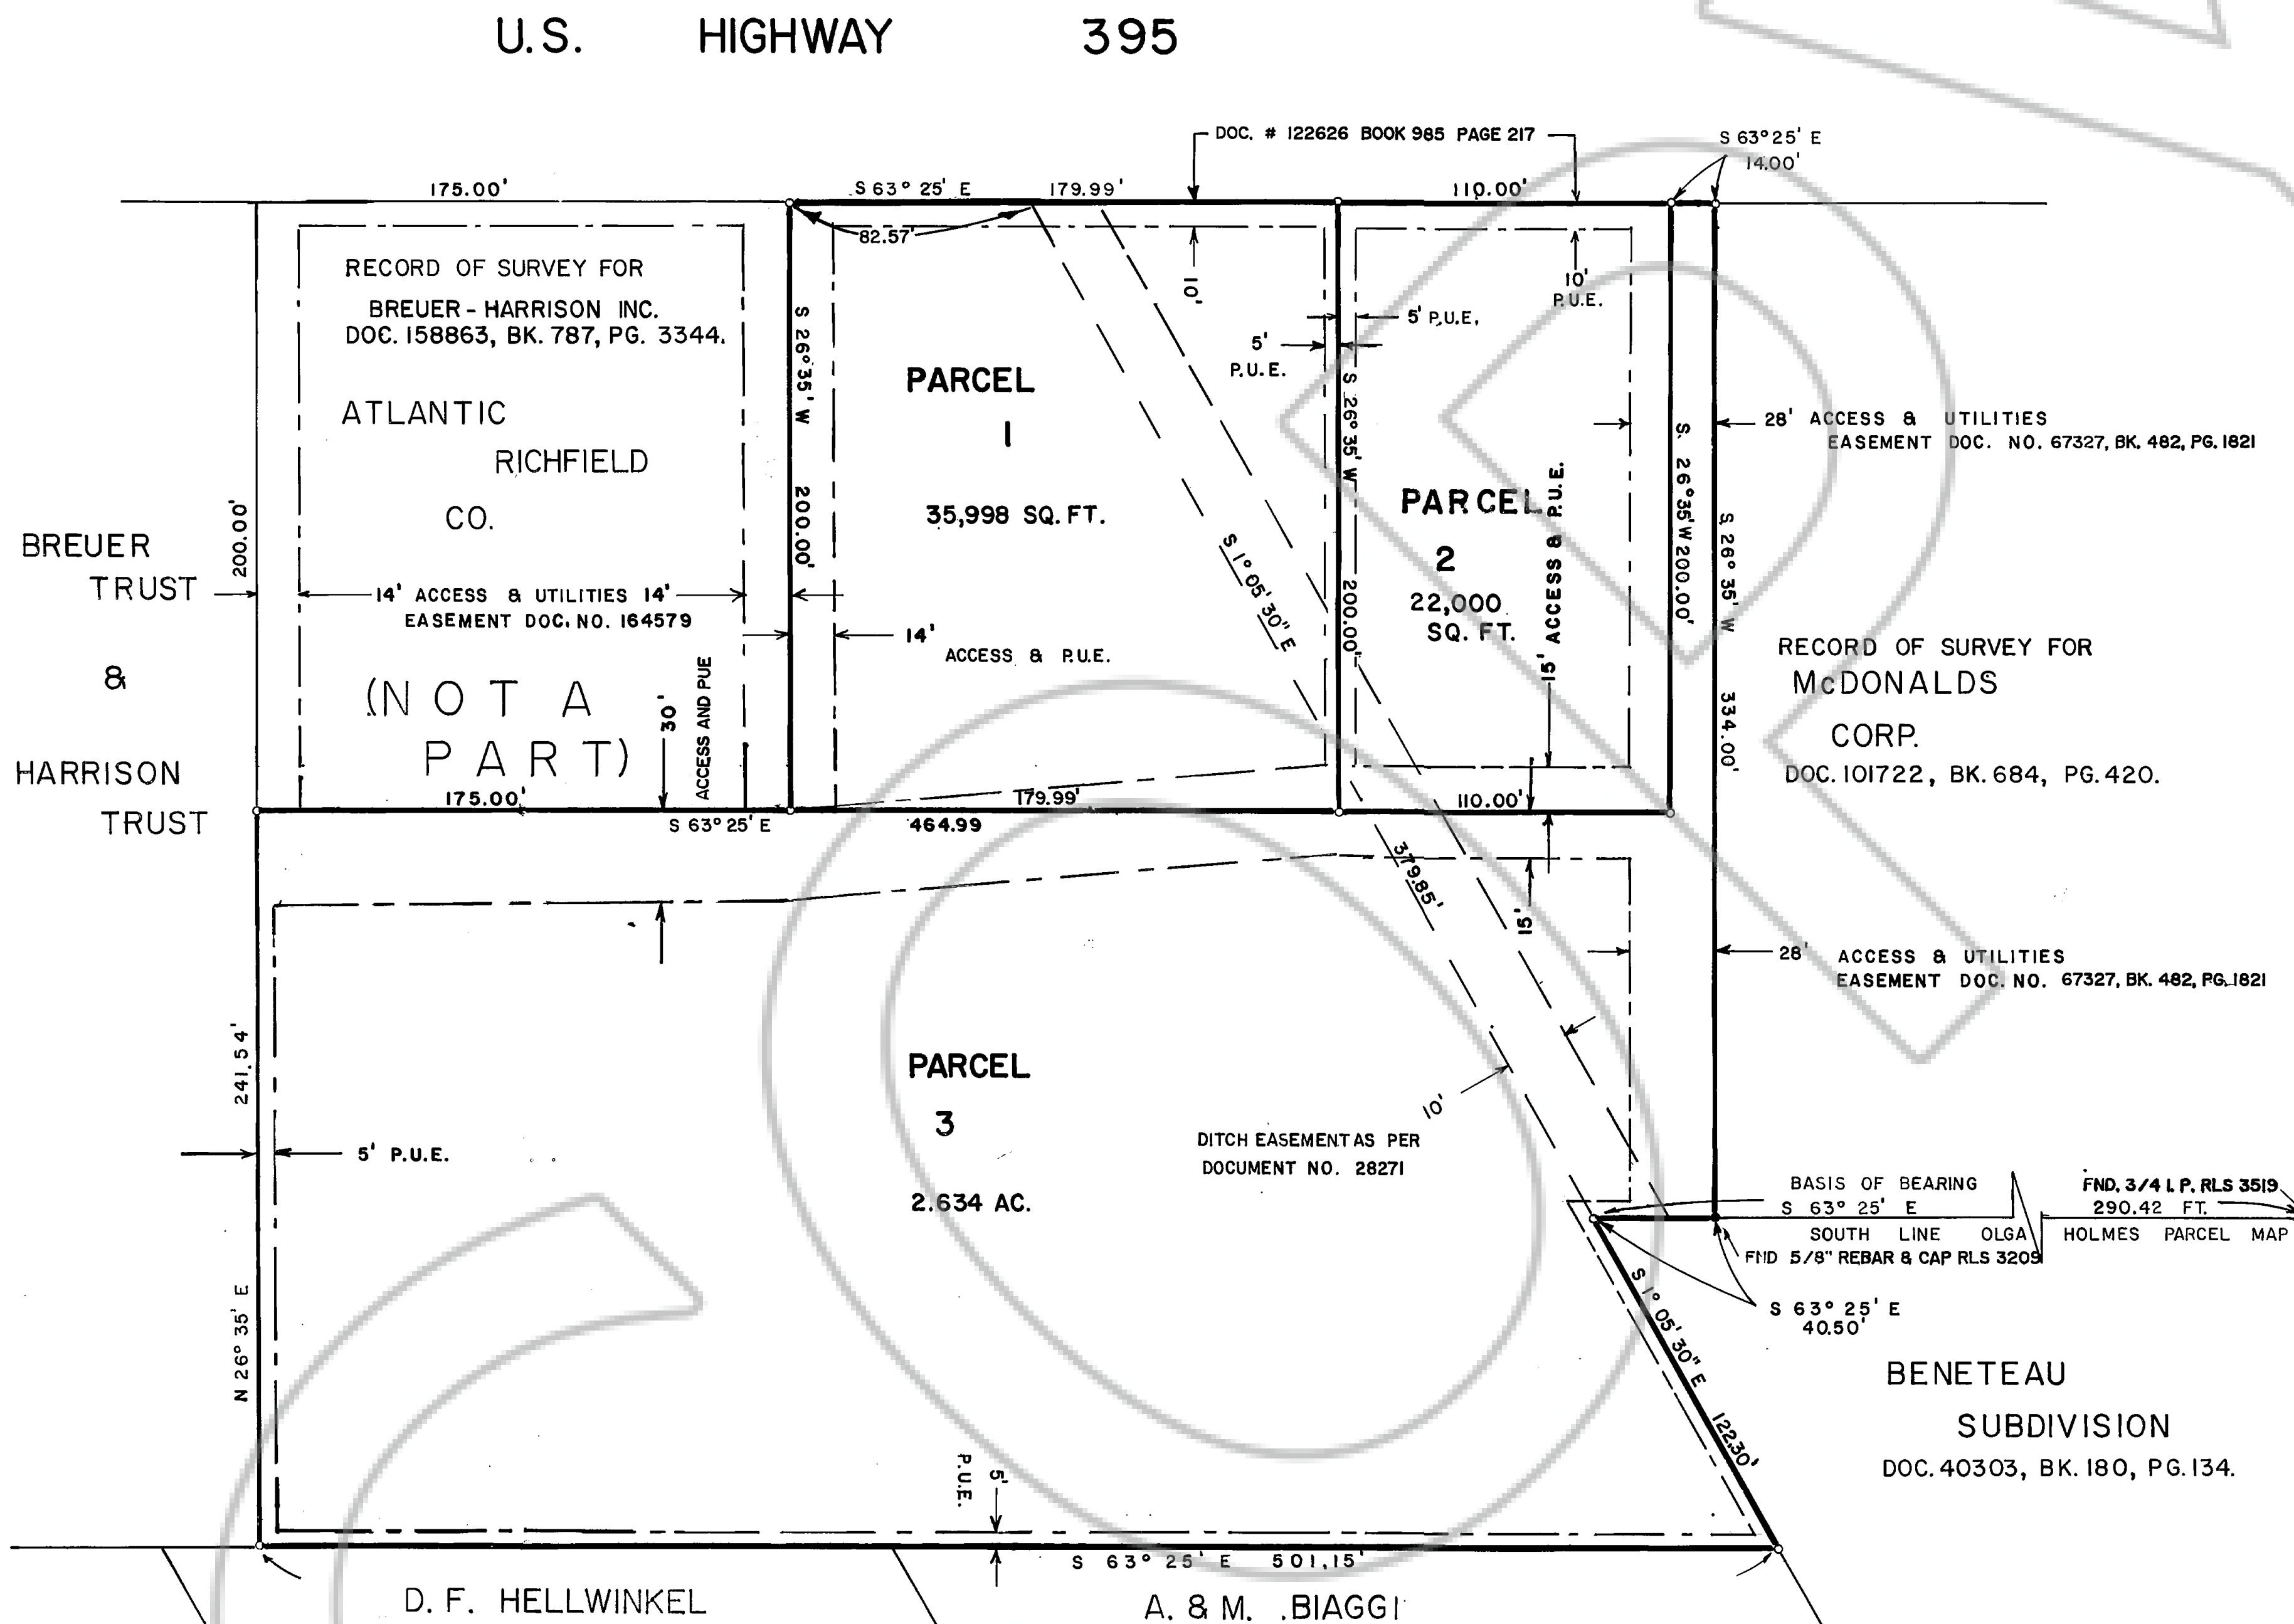 U.S. HIGHWAY 395
DOC. # 122626 BOOK 985 PAGE 217
S 63° 25' E
14.00'
175.00'
S 63° 25' E 179.99'
110.00'
82.57'
RECORD OF SURVEY FOR
BREUER - HARRISON INC.
DOC. 158863, BK. 787, PG. 3344.
ATLANTIC
RICHFIELD
CO.
14' ACCESS & UTILITIES 14'
EASEMENT DOC. NO. 164579
(NOT A
PART)
200.00'
BREUER
TRUST
&
HARRISON
TRUST
30'
ACCESS AND PUE
175.00'
S 63° 25' E
S 26° 35' W 200.00'
PARCEL
1
35,998 SQ. FT.
14'
ACCESS & P.U.E.
10'
5'
P.U.E.
5' P.U.E.
10'
P.U.E.
S 1° 05' 30" E
S 26° 35' W 200.00'
PARCEL
2
22,000
SQ. FT.
15' ACCESS & P.U.E.
S. 26° 35' W 200.00'
S 26° 35' W 334.00'
28' ACCESS & UTILITIES
EASEMENT DOC. NO. 67327, BK. 482, PG. 1821
RECORD OF SURVEY FOR
McDONALDS
CORP.
DOC. 101722, BK. 684, PG. 420.
179.99'
464.99
110.00'
379.85'
15'
28' ACCESS & UTILITIES
EASEMENT DOC. NO. 67327, BK. 482, PG. 1821
241.54'
N 26° 35' E
5' P.U.E.
PARCEL
3
2.634 AC.
10'
DITCH EASEMENT AS PER
DOCUMENT NO. 28271
BASIS OF BEARING
S 63° 25' E
FND. 3/4 I.P. RLS 3519
290.42 FT.
SOUTH LINE OLGA HOLMES PARCEL MAP
FND 5/8" REBAR & CAP RLS 3209
S 63° 25' E
40.50'
S 1° 05' 30" E 122.30'
BENETEAU
SUBDIVISION
DOC. 40303, BK. 180, PG. 134.
5'
P.U.E.
S 63° 25' E 501.15'
D. F. HELLWINKEL
A. & M. BIAGGI